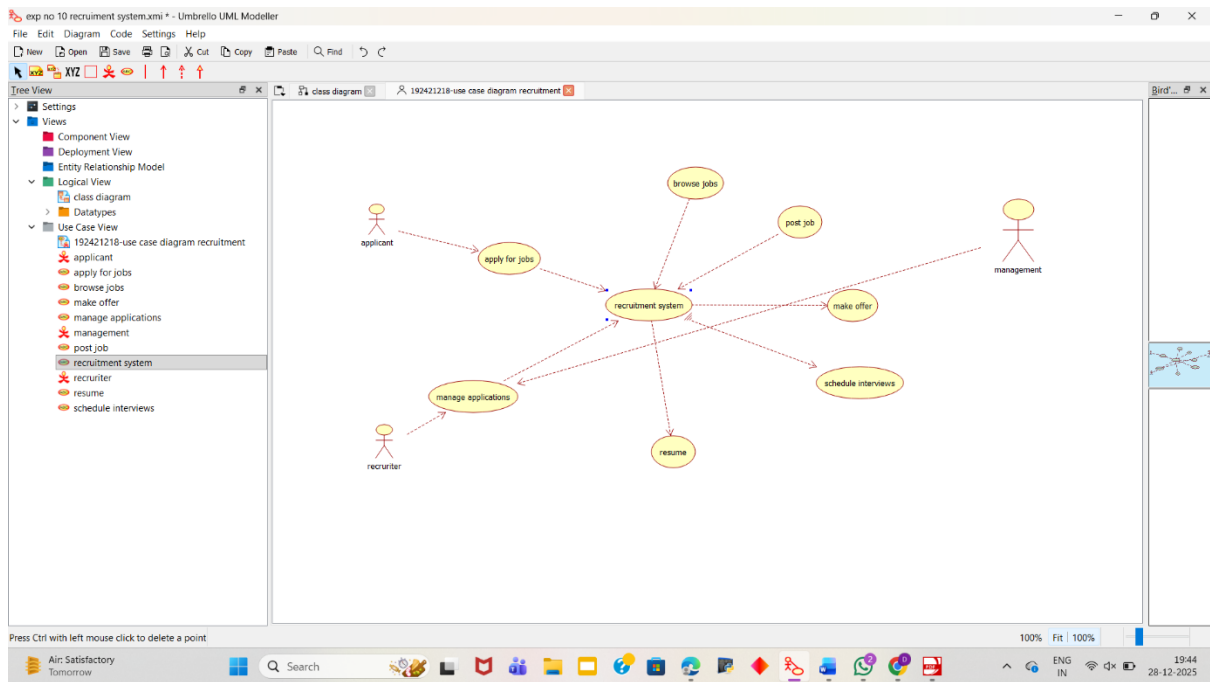 exp no 10 recruiment system.xmi * - Umbrello UML Modeller
File Edit Diagram Code Settings Help
New Open Save Cut Copy Paste Find
XYZ XYZ
Tree View
class diagram
192421218-use case diagram recruitment
Bird'...
Settings
Views
Component View
Deployment View
Entity Relationship Model
Logical View
class diagram
Datatypes
Use Case View
192421218-use case diagram recruitment
applicant
apply for jobs
browse jobs
make offer
manage applications
management
post job
recruitment system
recruriter
resume
schedule interviews
browse jobs
post job
applicant
apply for jobs
management
recruitment system
make offer
schedule interviews
manage applications
recruriter
resume
Press Ctrl with left mouse click to delete a point
100% Fit 100%
Air: Satisfactory
Tomorrow
Search
ENG
IN
19:44
28-12-2025